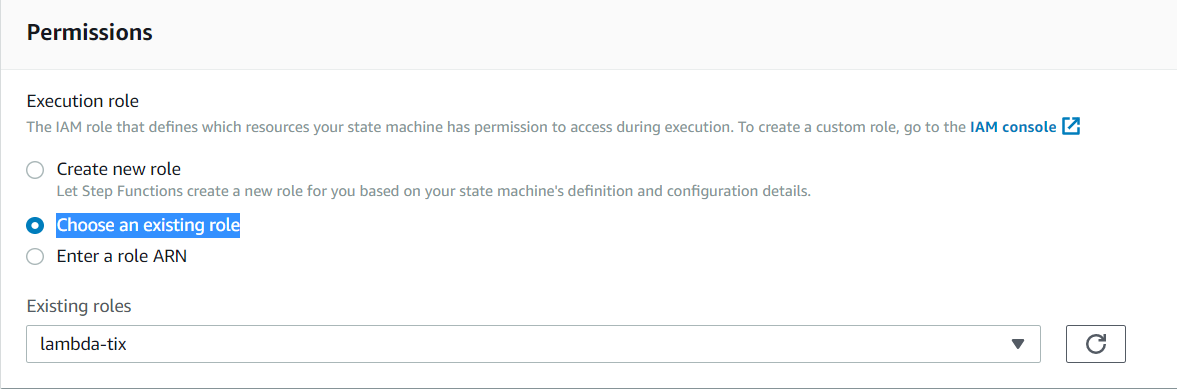 Permissions
Execution role
The IAM role that defines which resources your state machine has permission to access during execution. To create a custom role, go to the IAM console
Create new role
Let Step Functions create a new role for you based on your state machine's definition and configuration details.
Choose an existing role
Enter a role ARN
Existing roles
lambda-tix